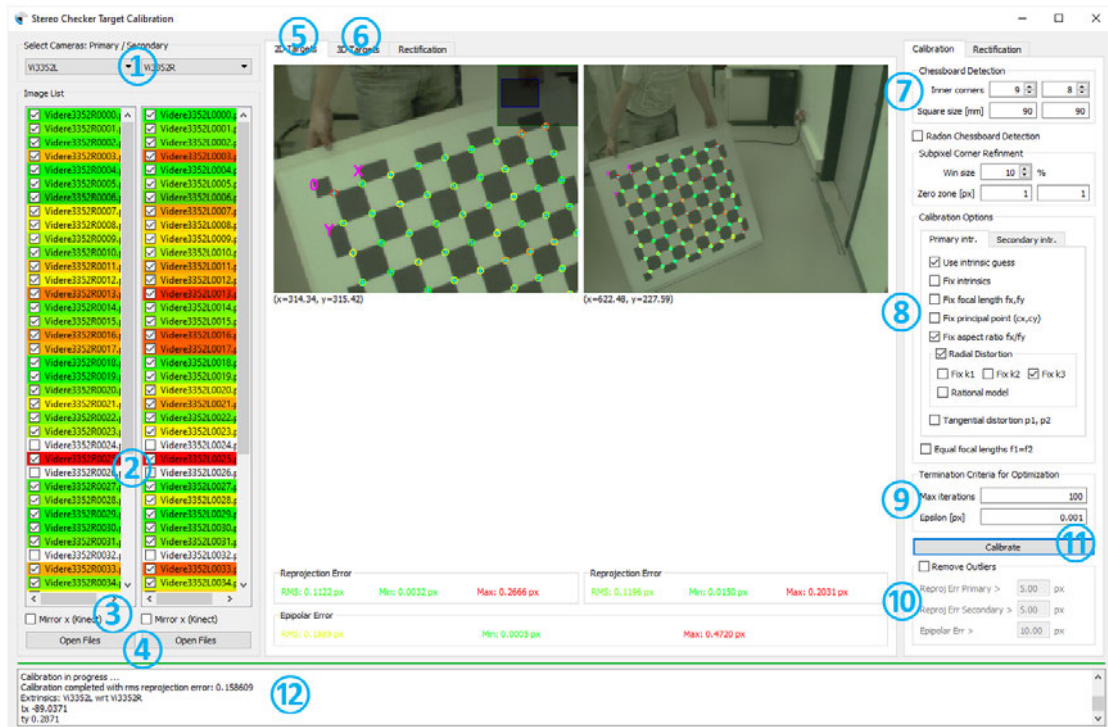 Stereo Checker Target Calibration
Select Cameras: Primary / Secondary
Vi3352L Vi3352R
1
Image List
Videre3352R0000.p Videre3352L0000.p
Videre3352R0001.p Videre3352L0001.p
Videre3352R0002.p Videre3352L0002.p
Videre3352R0003.p Videre3352L0003.p
Videre3352R0004.p Videre3352L0004.p
Videre3352R0005.p Videre3352L0005.p
Videre3352R0006.p Videre3352L0006.p
Videre3352R0007.p Videre3352L0007.p
Videre3352R0008.p Videre3352L0008.p
Videre3352R0009.p Videre3352L0009.p
Videre3352R0010.p Videre3352L0010.p
Videre3352R0011.p Videre3352L0011.p
Videre3352R0012.p Videre3352L0012.p
Videre3352R0013.p Videre3352L0013.p
Videre3352R0014.p Videre3352L0014.p
Videre3352R0015.p Videre3352L0015.p
Videre3352R0016.p Videre3352L0016.p
Videre3352R0017.p Videre3352L0017.p
Videre3352R0018.p Videre3352L0018.p
Videre3352R0019.p Videre3352L0019.p
Videre3352R0020.p Videre3352L0020.p
Videre3352R0021.p Videre3352L0021.p
Videre3352R0022.p Videre3352L0022.p
Videre3352R0023.p Videre3352L0023.p
Videre3352R0024.p Videre3352L0024.p
Videre3352L0025.p
2
Videre3352L0026.p
Videre3352R0027.p Videre3352L0027.p
Videre3352R0028.p Videre3352L0028.p
Videre3352R0029.p Videre3352L0029.p
Videre3352R0030.p Videre3352L0030.p
Videre3352R0031.p Videre3352L0031.p
Videre3352R0032.p Videre3352L0032.p
Videre3352R0033.p Videre3352L0033.p
Videre3352R0034.p Videre3352L0034.p
3
Mirror x (Kinect) Mirror x (Kinect)
Open Files Open Files
4
5 6
2D Targets 3D Targets Rectification
0 X
Y
(x=314.34, y=315.42) (x=622.48, y=227.59)
Reprojection Error Reprojection Error
RMS: 0.1122 px Min: 0.0032 px Max: 0.2666 px RMS: 0.1196 px Min: 0.0150 px Max: 0.2031 px
Epipolar Error
Min: 0.0005 px Max: 0.4720 px
Calibration Rectification
Chessboard Detection
7
Inner corners 9 8
Square size [mm] 90 90
Radon Chessboard Detection
Subpixel Corner Refinment
Win size 10 %
Zero zone [px] 1 1
Calibration Options
Primary intr. Secondary intr.
Use intrinsic guess
Fix intrinsics
Fix focal length fx,fy
8
Fix principal point (cx,cy)
Fix aspect ratio fx/fy
Radial Distortion
Fix k1 Fix k2 Fix k3
Rational model
Tangential distortion p1, p2
Equal focal lengths f1=f2
Termination Criteria for Optimization
Max iterations 100
9
Epsilon [px] 0.001
Calibrate
11
Remove Outliers
Reproj Err Primary > 5.00 px
10
Reproj Err Secondary > 5.00 px
Epipolar Err > 10.00 px
Calibration in progress ...
Calibration completed with rms reprojection error: 0.158609
Extrinsics: Vi3352L wrt Vi3352R
tx -89.0371
ty 0.2871
12